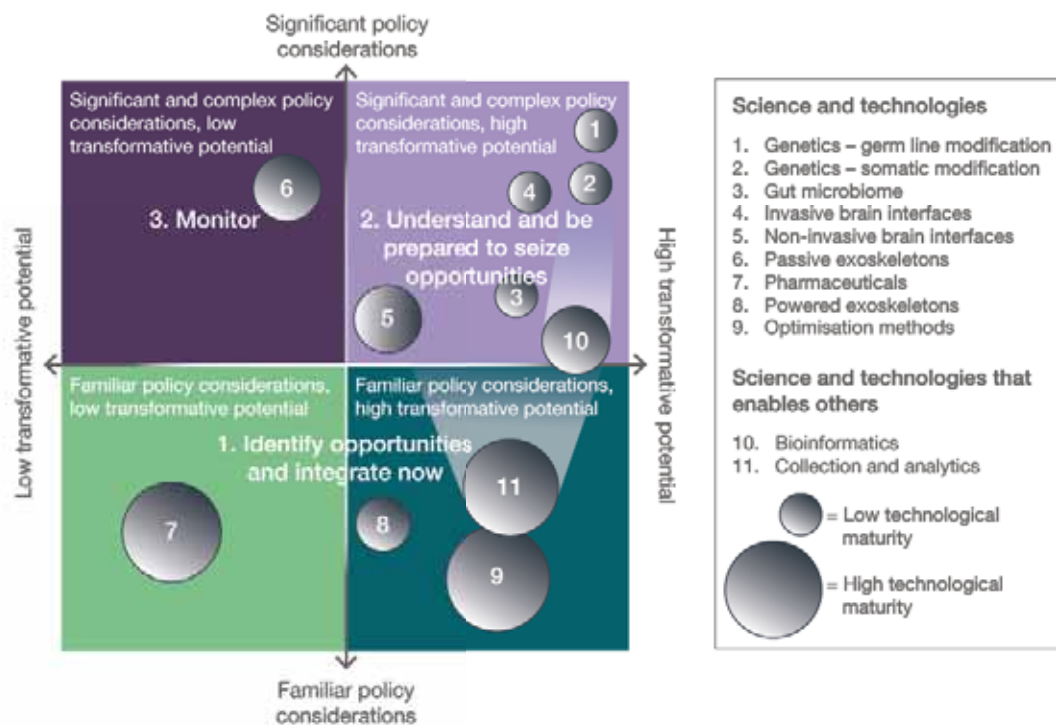 Significant policy
considerations
Significant and complex policy
considerations, low
transformative potential
Significant and complex policy
considerations, high
transformative potential
1
2
4
6
3. Monitor
2. Understand and be
prepared to seize
opportunities
3
5
10
Low transformative potential
High transformative potential
Familiar policy considerations,
low transformative potential
Familiar policy considerations,
high transformative potential
1. Identify opportunities
and integrate now
11
7
8
9
Familiar policy
considerations
Science and technologies
1. Genetics – germ line modification
2. Genetics – somatic modification
3. Gut microbiome
4. Invasive brain interfaces
5. Non-invasive brain interfaces
6. Passive exoskeletons
7. Pharmaceuticals
8. Powered exoskeletons
9. Optimisation methods
Science and technologies that
enables others
10. Bioinformatics
11. Collection and analytics
= Low technological
maturity
= High technological
maturity